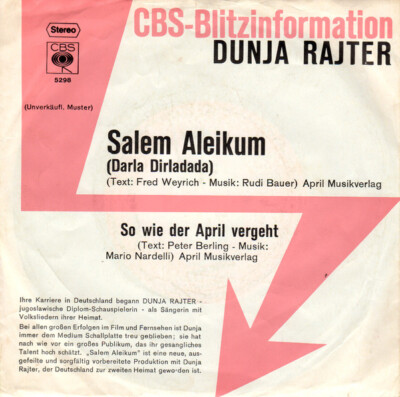 CBS-Blitzinformation
DUNJA RAJTER
Stereo
CBS
5298
(Unverkäufl. Muster)
Salem Aleikum
(Darla Dirladada)
(Text: Fred Weyrich - Musik: Rudi Bauer) April Musikverlag
So wie der April vergeht
(Text: Peter Berling - Musik:
Mario Nardelli) April Musikverlag
Ihre Karriere in Deutschland begann DUNJA RAJTER -
jugoslawische Diplom-Schauspielerin - als Sängerin mit
Volksliedern ihrer Heimat.
Bei allen großen Erfolgen im Film und Fernsehen ist Dunja
immer dem Medium Schallplatte treu geblieben; sie hat
nach wie vor ein großes Publikum, das ihr gesangliches
Talent hoch schätzt. „Salem Aleikum" ist eine neue, aus-
gefeilte und sorgfältig vorbereitete Produktion mit Dunja
Rajter, der Deutschland zur zweiten Heimat gewo-den ist.